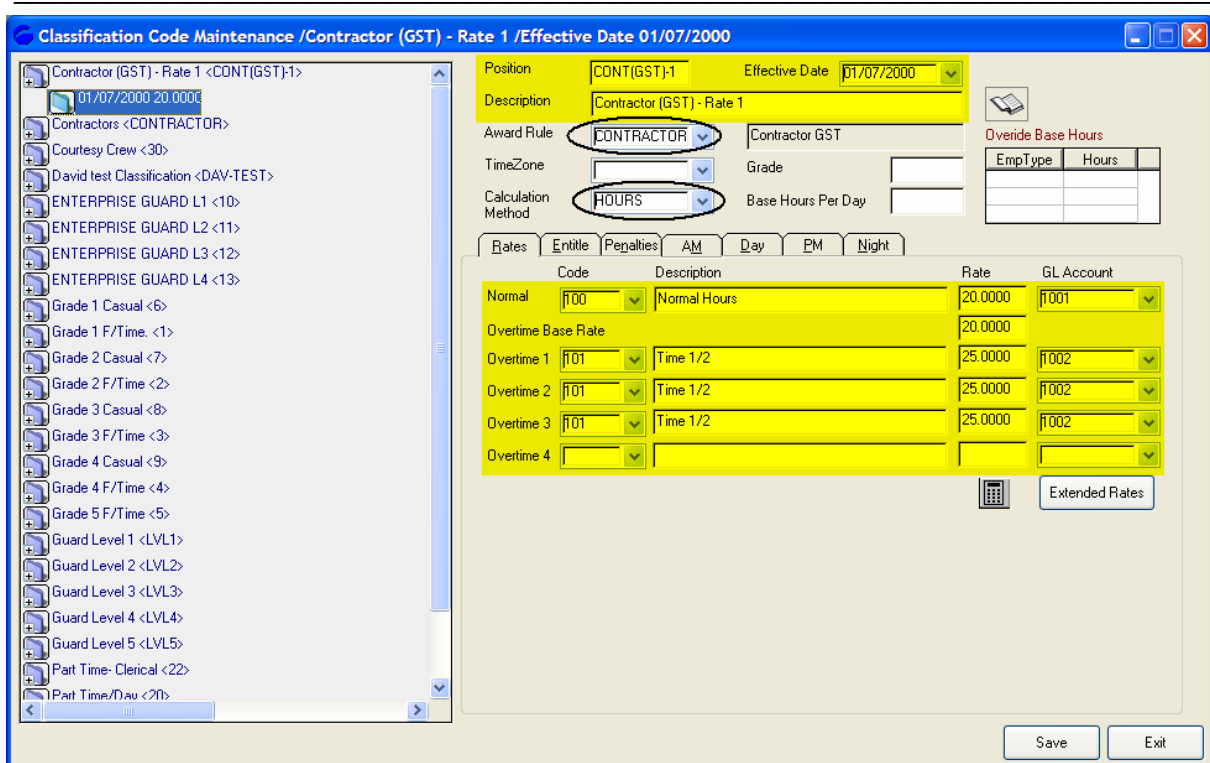 Classification Code Maintenance /Contractor (GST) - Rate 1 /Effective Date 01/07/2000
Contractor (GST) - Rate 1 <CONT(GST)-1>
01/07/2000 20.0000
Contractors <CONTRACTOR>
Courtesy Crew <30>
David test Classification <DAV-TEST>
ENTERPRISE GUARD L1 <10>
ENTERPRISE GUARD L2 <11>
ENTERPRISE GUARD L3 <12>
ENTERPRISE GUARD L4 <13>
Grade 1 Casual <6>
Grade 1 F/Time. <1>
Grade 2 Casual <7>
Grade 2 F/Time <2>
Grade 3 Casual <8>
Grade 3 F/Time <3>
Grade 4 Casual <9>
Grade 4 F/Time <4>
Grade 5 F/Time <5>
Guard Level 1 <LVL1>
Guard Level 2 <LVL2>
Guard Level 3 <LVL3>
Guard Level 4 <LVL4>
Guard Level 5 <LVL5>
Part Time- Clerical <22>
Part Time/Day <20>
Position CONT(GST)-1 Effective Date 01/07/2000
Description Contractor (GST) - Rate 1
Award Rule CONTRACTOR Contractor GST
TimeZone Grade
Calculation Method HOURS Base Hours Per Day
Overide Base Hours
EmpType Hours
Rates Entitle Penalties AM Day PM Night
Code Description Rate GL Account
Normal 100 Normal Hours 20.0000 1001
Overtime Base Rate 20.0000
Overtime 1 101 Time 1/2 25.0000 1002
Overtime 2 101 Time 1/2 25.0000 1002
Overtime 3 101 Time 1/2 25.0000 1002
Overtime 4
Extended Rates
Save Exit